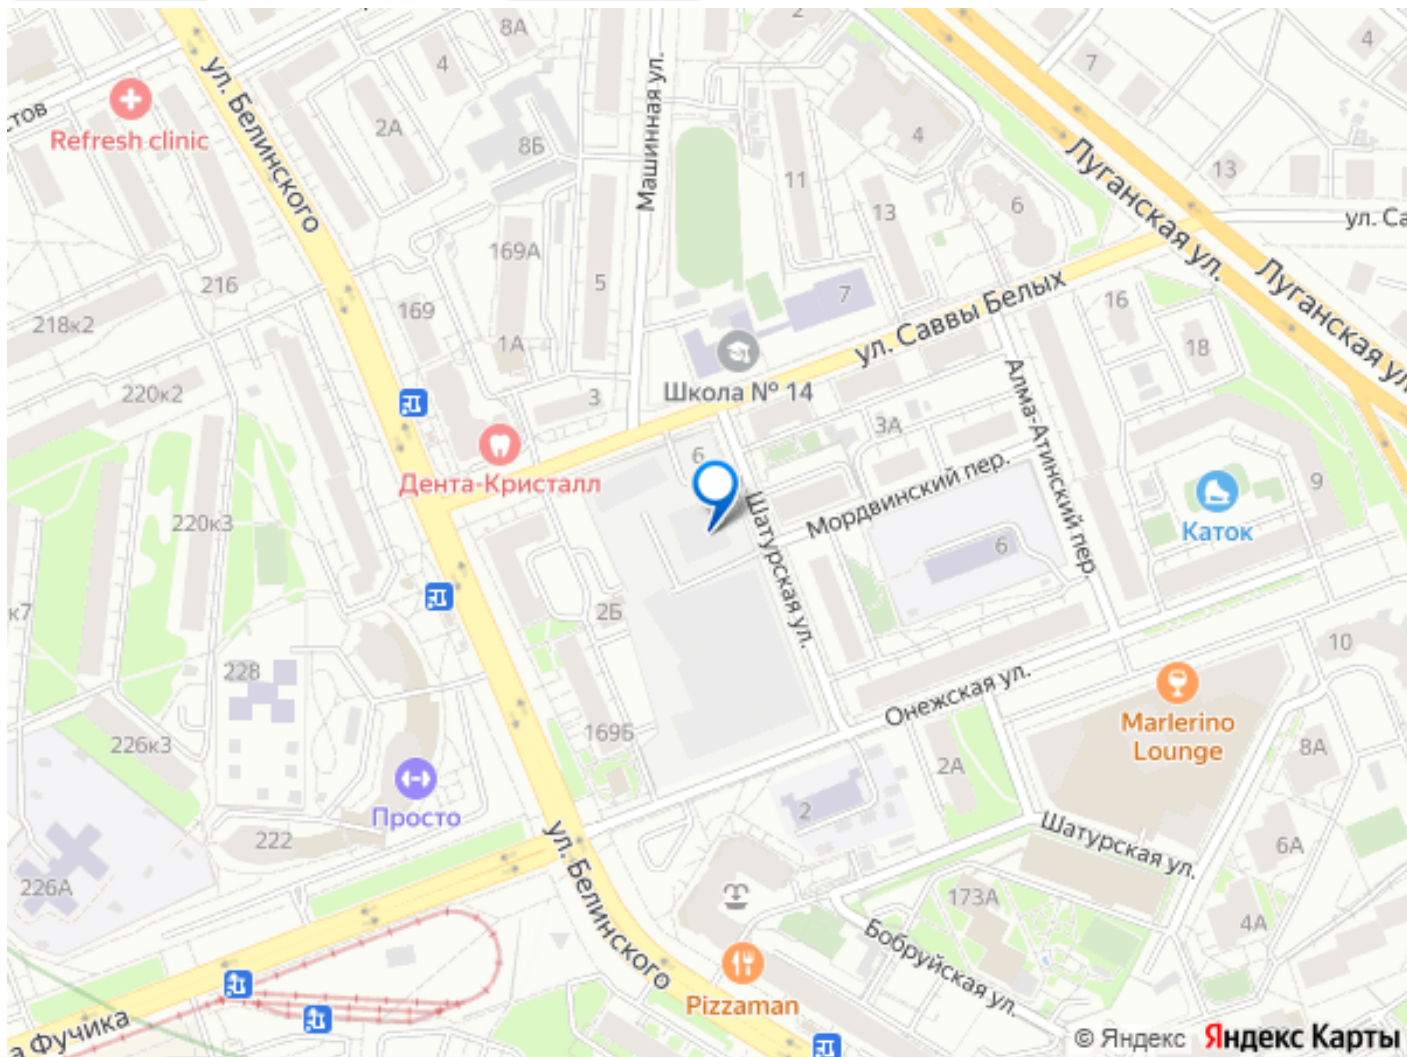 8А
2
4
4
7
ул. Белинского
Машинная ул.
стов
Refresh clinic
2А
8Б
4
Луганская ул.
11
13
13
6
ул. Са
169А
216
5
7
Луганская ул.
218к2
169
1А
ул. Саввы Белых
16
18
Школа № 14
220к2
3
3А
Алма-Атинский пер.
6
Дента-Кристалл
Мордвинский пер.
9
Каток
220к3
Шатурская ул.
6
к7
2Б
228
10
Онежская ул.
Marlerino
Lounge
226к3
169Б
2А
8А
Просто
2
222
ул. Белинского
Шатурская ул.
6А
226А
173А
4А
Бобруйская ул.
Pizzaman
а Фучика
© Яндекс Яндекс Карты